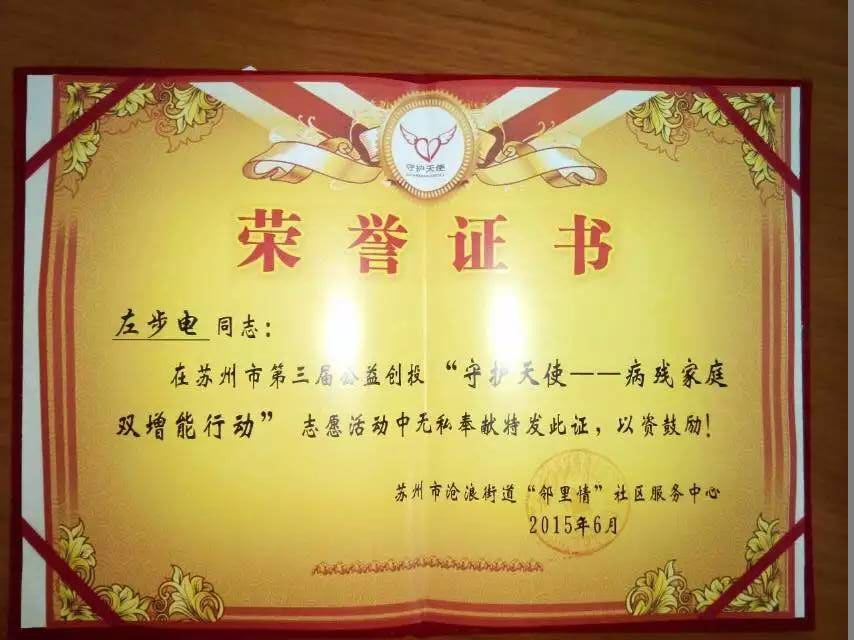 守护天使
荣誉证书
左步电 同志：
在苏州市第三届公益创投“守护天使——病残家庭
双增能行动”志愿活动中无私奉献特发此证，以资鼓励！
苏州市沧浪街道“邻里情”社区服务中心
2015年6月